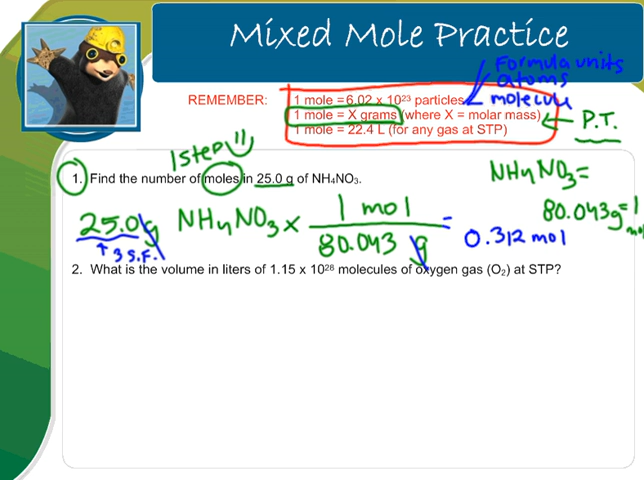 Mixed Mole Practice
Formula units
atoms
molecule
REMEMBER: 1 mole = 6.02 x 10²³ particles
1 mole = X grams (where X = molar mass)
1 mole = 22.4 L (for any gas at STP)
P.T.
1 step!!
1. Find the number of moles in 25.0 g of NH₄NO₃.
NH₄NO₃=
80.043g=1
mol
25.0g NH₄NO₃ x 1 mol
80.043 g
= 0.312 mol
3 S.F.
2. What is the volume in liters of 1.15 x 10²⁶ molecules of oxygen gas (O₂) at STP?